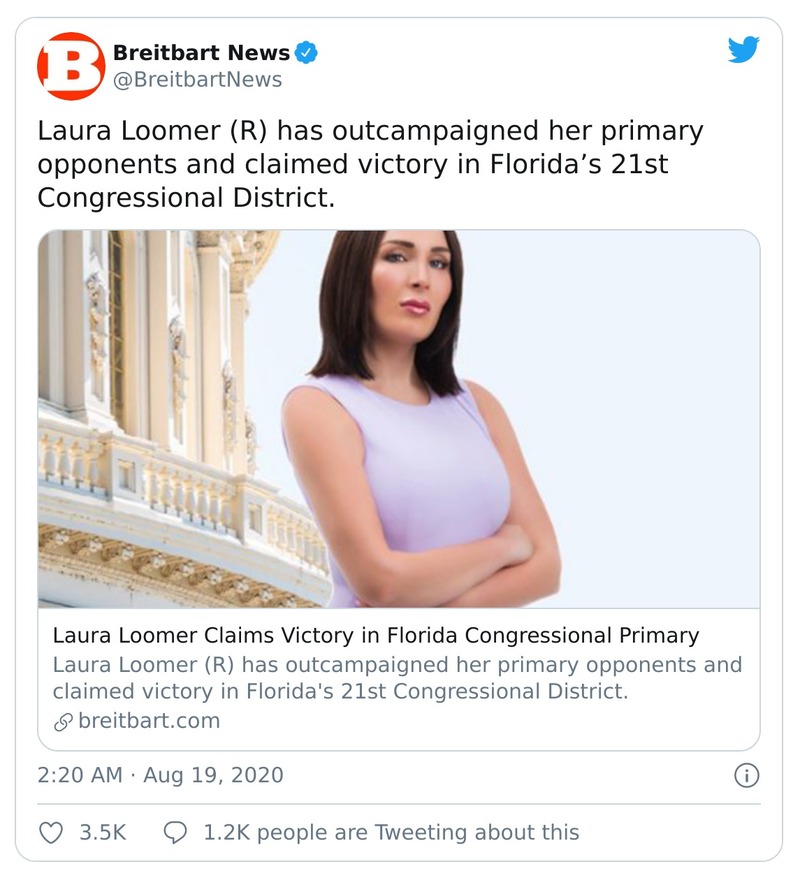 B
Breitbart News
@BreitbartNews
Laura Loomer (R) has outcampaigned her primary
opponents and claimed victory in Florida’s 21st
Congressional District.
Laura Loomer Claims Victory in Florida Congressional Primary
Laura Loomer (R) has outcampaigned her primary opponents and
claimed victory in Florida's 21st Congressional District.
breitbart.com
2:20 AM · Aug 19, 2020
3.5K
1.2K people are Tweeting about this